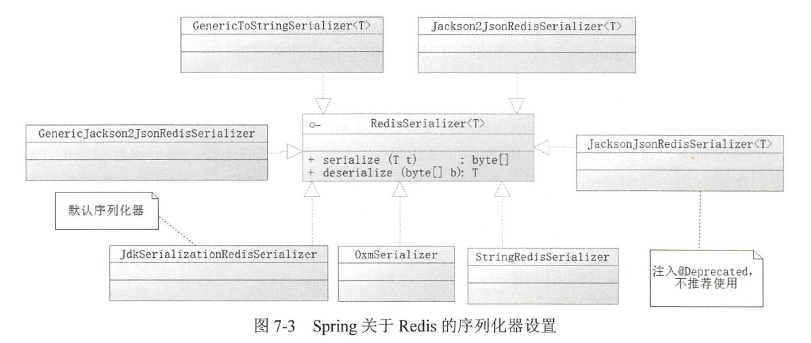 GenericToStringSerializer<T>
Jackson2JsonRedisSerializer<T>
RedisSerializer<T>
GenericJackson2JsonRedisSerializer
JacksonJsonRedisSerializer<T>
+ serialize (T t) : byte[]
+ deserialize (byte[] b): T
默认序列化器
JdkSerializationRedisSerializer
OxmSerializer
StringRedisSerializer
注入@Deprecated,
不推荐使用
图 7-3 Spring 关于 Redis 的序列化器设置